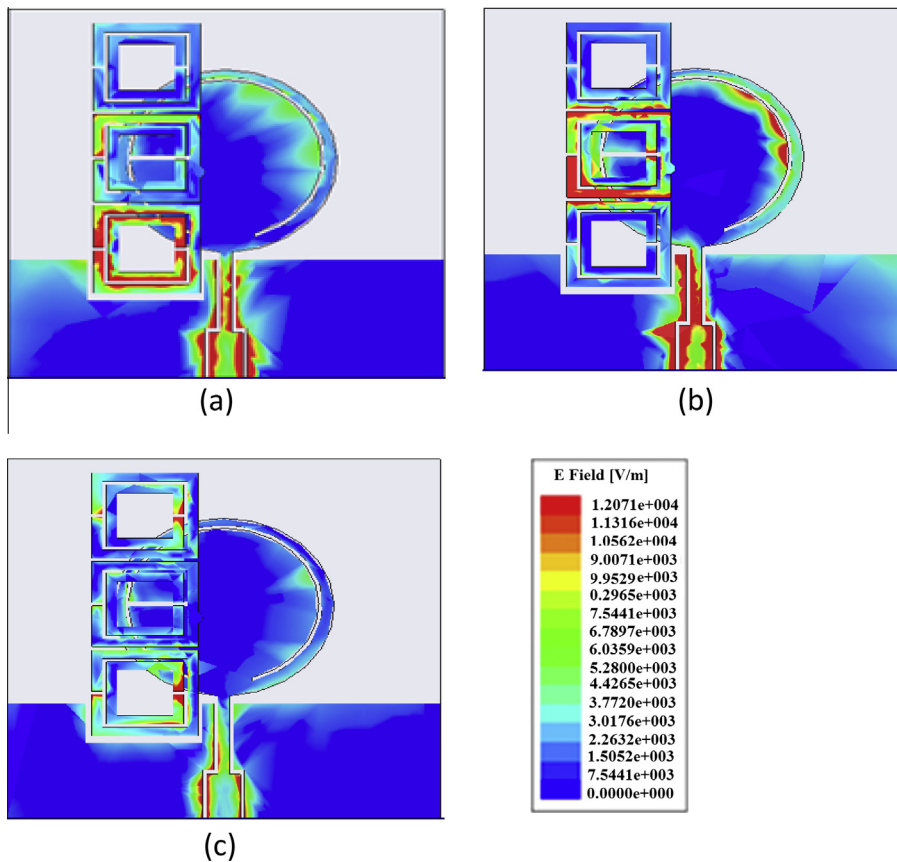 (a)
(b)
(c)
E Field [V/m]
1.2071e+004
1.1316e+004
1.0562e+004
9.0071e+003
9.9529e+003
0.2965e+003
7.5441e+003
6.7897e+003
6.0359e+003
5.2800e+003
4.4265e+003
3.7720e+003
3.0176e+003
2.2632e+003
1.5052e+003
7.5441e+003
0.0000e+000